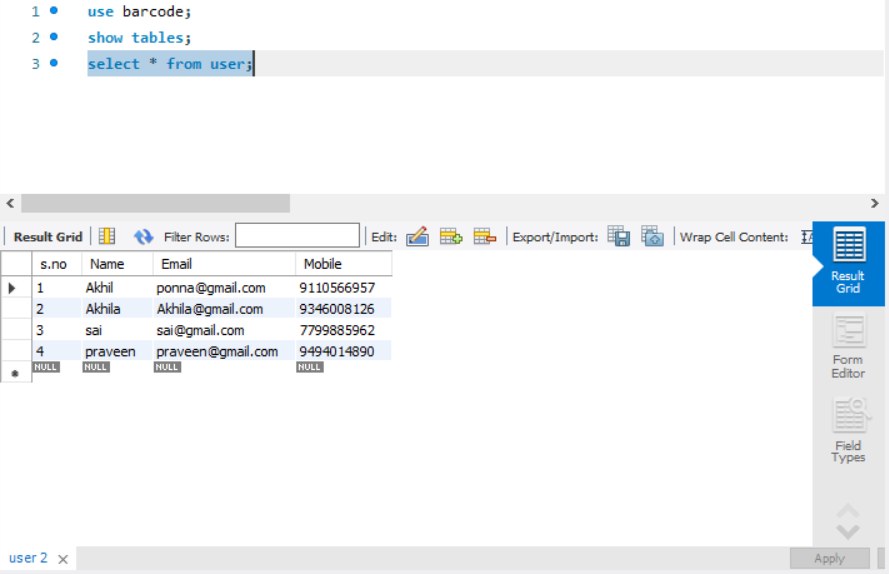 1 use barcode;
2 show tables;
3 select * from user;
Result Grid Filter Rows: Edit: Export/Import: Wrap Cell Content:
s.no Name Email Mobile
1 Akhil ponna@gmail.com 9110566957
2 Akhila Akhila@gmail.com 9346008126
3 sai sai@gmail.com 7799885962
4 praveen praveen@gmail.com 9494014890
NULL NULL NULL NULL
Result
Grid
Form
Editor
Field
Types
user 2
Apply